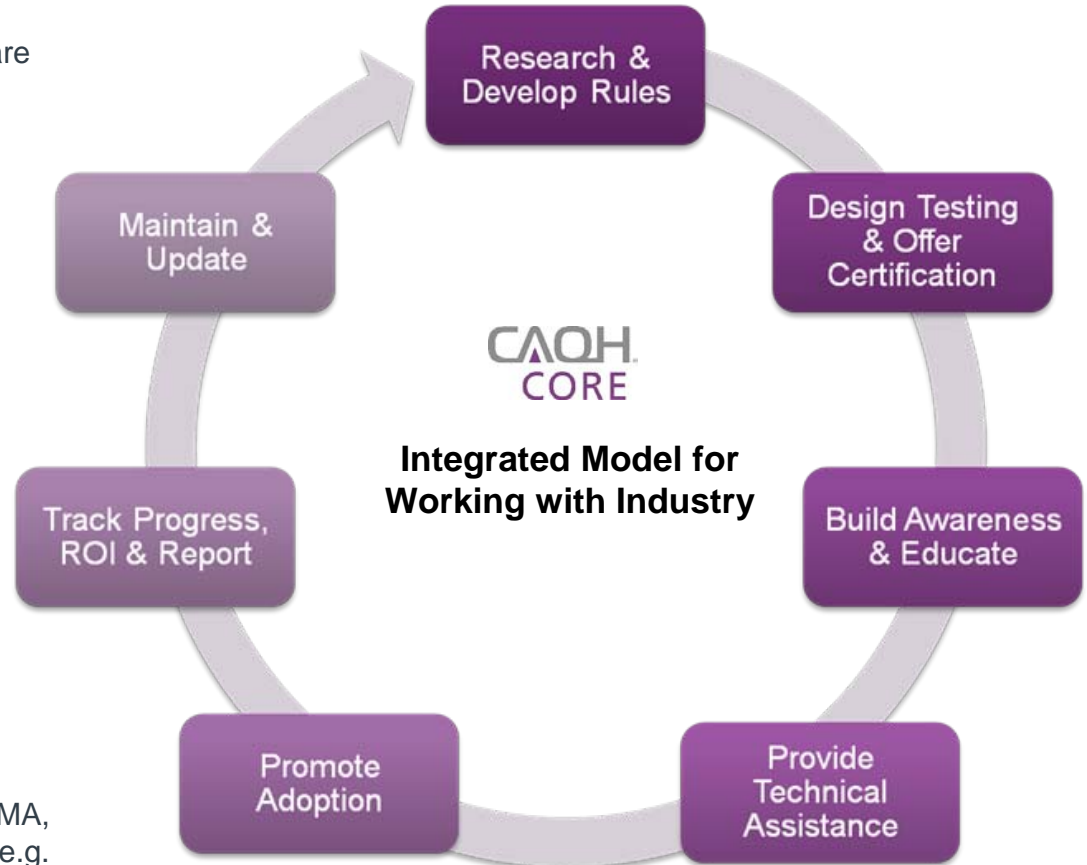 are
Research &
Develop Rules
Design Testing
& Offer
Certification
Build Awareness
& Educate
Provide
Technical
Assistance
Promote
Adoption
Track Progress,
ROI & Report
Maintain &
Update
CAQH
CORE
Integrated Model for
Working with Industry
MA,
e.g.